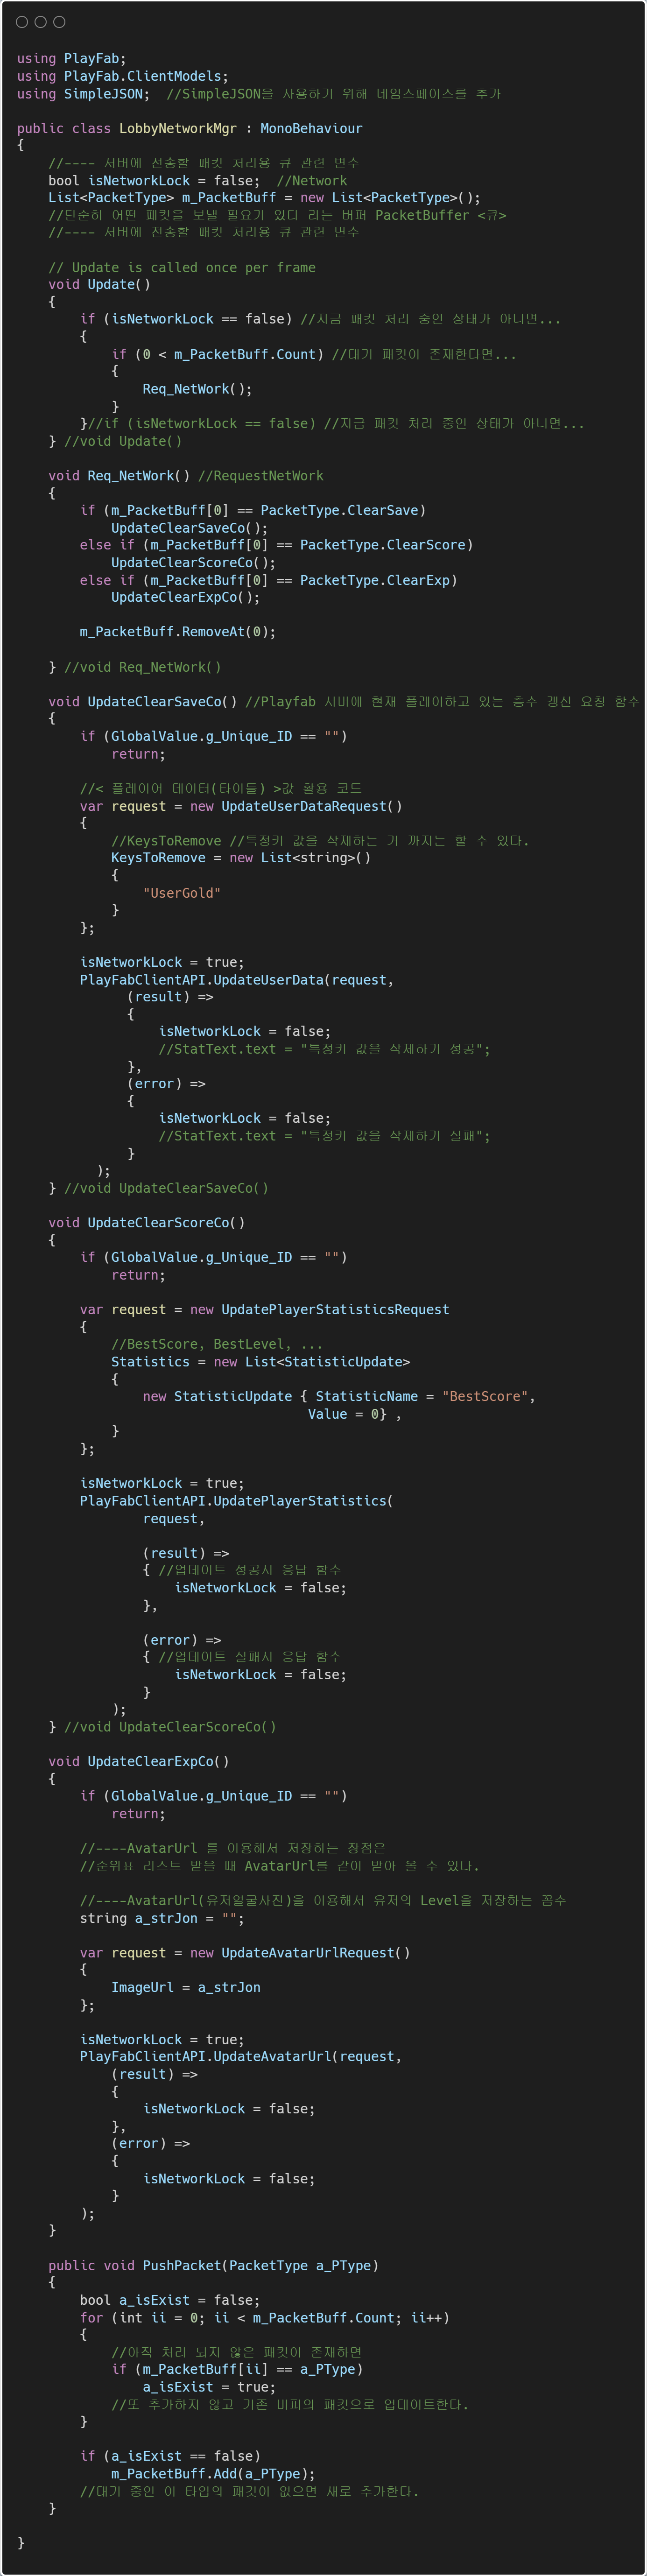 using PlayFab;
using PlayFab.ClientModels;
using SimpleJSON;  //SimpleJSON을 사용하기 위해 네임스페이스를 추가

public class LobbyNetworkMgr : MonoBehaviour
{
    //---- 서버에 전송할 패킷 처리용 큐 관련 변수
    bool isNetworkLock = false;  //Network
    List<PacketType> m_PacketBuff = new List<PacketType>();
    //단순히 어떤 패킷을 보낼 필요가 있다 라는 버퍼 PacketBuffer <큐>
    //---- 서버에 전송할 패킷 처리용 큐 관련 변수

    // Update is called once per frame
    void Update()
    {
        if (isNetworkLock == false) //지금 패킷 처리 중인 상태가 아니면...
        {
            if (0 < m_PacketBuff.Count) //대기 패킷이 존재한다면...
            {
                Req_NetWork();
            }
        }//if (isNetworkLock == false) //지금 패킷 처리 중인 상태가 아니면...
    } //void Update()

    void Req_NetWork() //RequestNetWork
    {
        if (m_PacketBuff[0] == PacketType.ClearSave)
            UpdateClearSaveCo();
        else if (m_PacketBuff[0] == PacketType.ClearScore)
            UpdateClearScoreCo();
        else if (m_PacketBuff[0] == PacketType.ClearExp)
            UpdateClearExpCo();

        m_PacketBuff.RemoveAt(0);

    } //void Req_NetWork()

    void UpdateClearSaveCo() //Playfab 서버에 현재 플레이하고 있는 층수 갱신 요청 함수
    {
        if (GlobalValue.g_Unique_ID == "")
            return;

        //< 플레이어 데이터(타이틀) >값 활용 코드
        var request = new UpdateUserDataRequest()
        {
            //KeysToRemove //특정키 값을 삭제하는 거 까지는 할 수 있다.
            KeysToRemove = new List<string>()
            {
                "UserGold"
            }
        };

        isNetworkLock = true;
        PlayFabClientAPI.UpdateUserData(request,
              (result) =>
              {
                  isNetworkLock = false;
                  //StatText.text = "특정키 값을 삭제하기 성공";
              },
              (error) =>
              {
                  isNetworkLock = false;
                  //StatText.text = "특정키 값을 삭제하기 실패";
              }
          );
    } //void UpdateClearSaveCo()

    void UpdateClearScoreCo()
    {
        if (GlobalValue.g_Unique_ID == "")
            return;

        var request = new UpdatePlayerStatisticsRequest
        {
            //BestScore, BestLevel, ...
            Statistics = new List<StatisticUpdate>
            {
                new StatisticUpdate { StatisticName = "BestScore",
                                     Value = 0} ,
            }
        };

        isNetworkLock = true;
        PlayFabClientAPI.UpdatePlayerStatistics(
                request,

                (result) =>
                { //업데이트 성공시 응답 함수
                    isNetworkLock = false;
                },

                (error) =>
                { //업데이트 실패시 응답 함수
                    isNetworkLock = false;
                }
            );
    } //void UpdateClearScoreCo()

    void UpdateClearExpCo()
    {
        if (GlobalValue.g_Unique_ID == "")
            return;

        //----AvatarUrl 를 이용해서 저장하는 장점은
        //순위표 리스트 받을 때 AvatarUrl를 같이 받아 올 수 있다.

        //----AvatarUrl(유저얼굴사진)을 이용해서 유저의 Level을 저장하는 꼼수
        string a_strJon = "";

        var request = new UpdateAvatarUrlRequest()
        {
            ImageUrl = a_strJon
        };

        isNetworkLock = true;
        PlayFabClientAPI.UpdateAvatarUrl(request,
            (result) =>
            {
                isNetworkLock = false;
            },
            (error) =>
            {
                isNetworkLock = false;
            }
        );
    }

    public void PushPacket(PacketType a_PType)
    {
        bool a_isExist = false;
        for (int ii = 0; ii < m_PacketBuff.Count; ii++)
        {
            //아직 처리 되지 않은 패킷이 존재하면
            if (m_PacketBuff[ii] == a_PType)
                a_isExist = true;
            //또 추가하지 않고 기존 버퍼의 패킷으로 업데이트한다.
        }

        if (a_isExist == false)
            m_PacketBuff.Add(a_PType);
        //대기 중인 이 타입의 패킷이 없으면 새로 추가한다.
    }

}